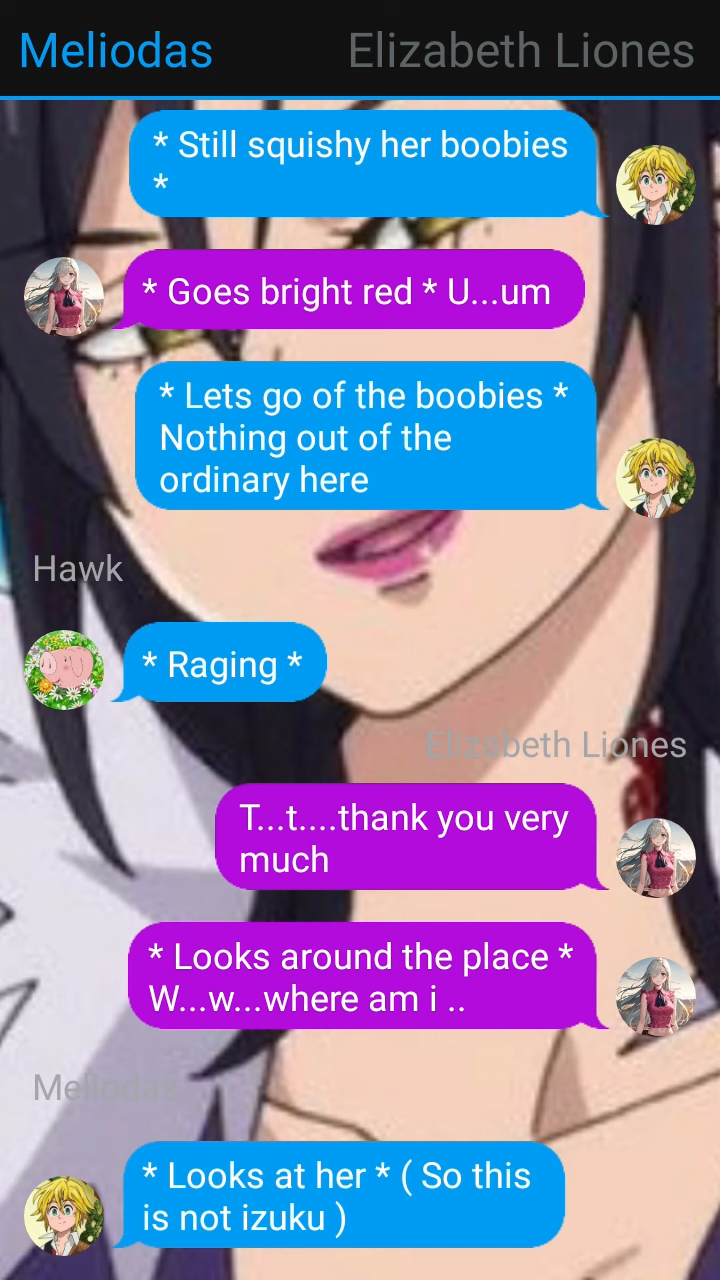 Meliodas
Elizabeth Liones
* Still squishy her boobies
*
* Goes bright red * U...um
* Lets go of the boobies *
Nothing out of the
ordinary here
Hawk
* Raging *
Elizabeth Liones
T...t....thank you very
much
* Looks around the place *
W...w...where am i ..
Meliodas
* Looks at her * ( So this
is not izuku )